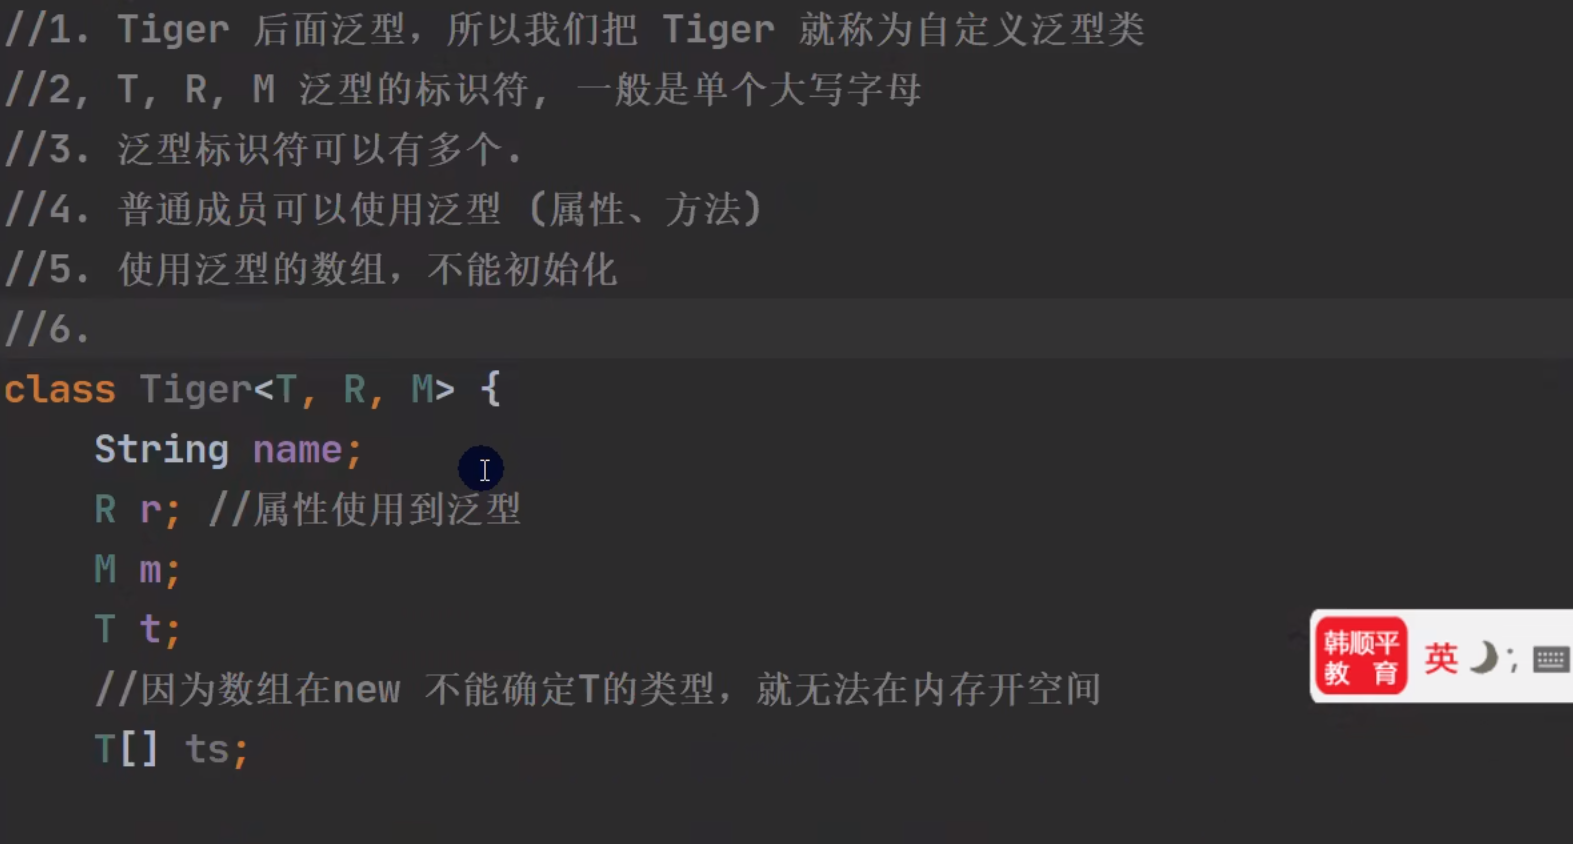 //1. Tiger 后面泛型，所以我们把 Tiger 就称为自定义泛型类
//2, T, R, M 泛型的标识符, 一般是单个大写字母
//3. 泛型标识符可以有多个.
//4. 普通成员可以使用泛型 (属性、方法)
//5. 使用泛型的数组，不能初始化
//6.
class Tiger<T, R, M> {
    String name;
    R r; //属性使用到泛型
    M m;
    T t;
    //因为数组在new 不能确定T的类型，就无法在内存开空间
    T[] ts;
韩顺平
教 育
英